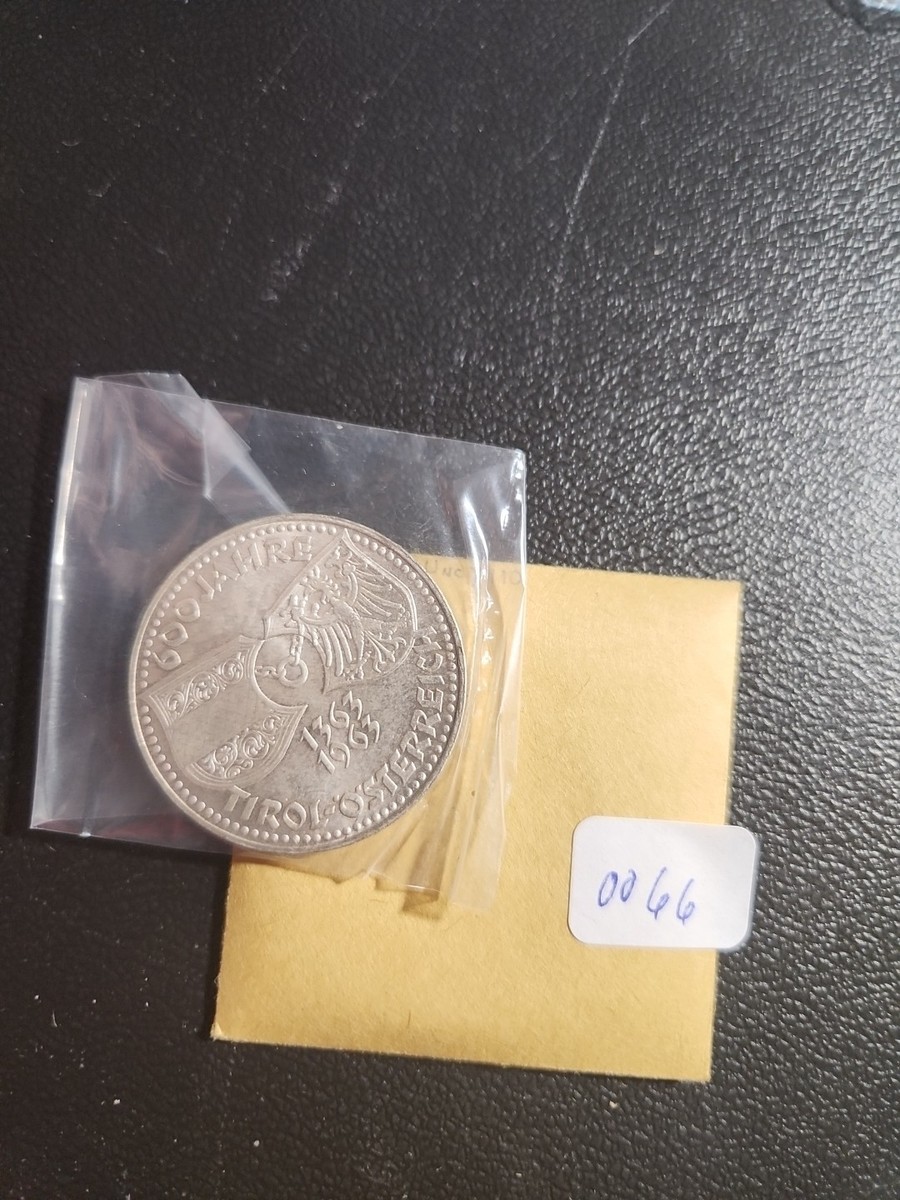 600 JAHRE
TIROL-ÖSTERREICH
1363
1963
0066